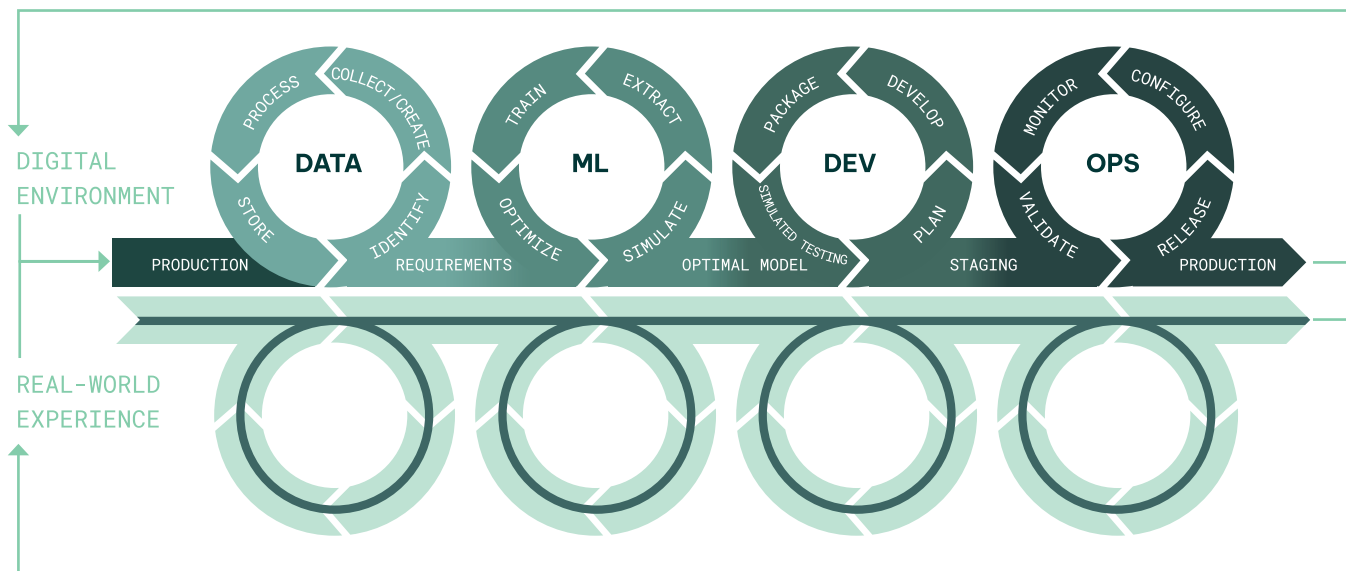 DIGITAL
ENVIRONMENT
REAL-WORLD
EXPERIENCE
DATA
PROCESS
COLLECT/CREATE
STORE
IDENTIFY
ML
TRAIN
EXTRACT
OPTIMIZE
SIMULATE
DEV
PACKAGE
DEVELOP
SIMULATED TESTING
PLAN
OPS
MONITOR
CONFIGURE
VALIDATE
RELEASE
PRODUCTION
REQUIREMENTS
OPTIMAL MODEL
STAGING
PRODUCTION